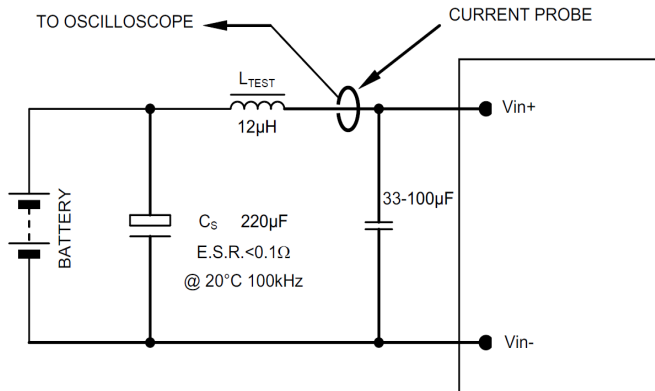 TO OSCILLOSCOPE
CURRENT PROBE
LTEST
12µH
Vin+
BATTERY
CS 220µF
E.S.R.<0.1Ω
@ 20°C 100kHz
33-100µF
Vin-